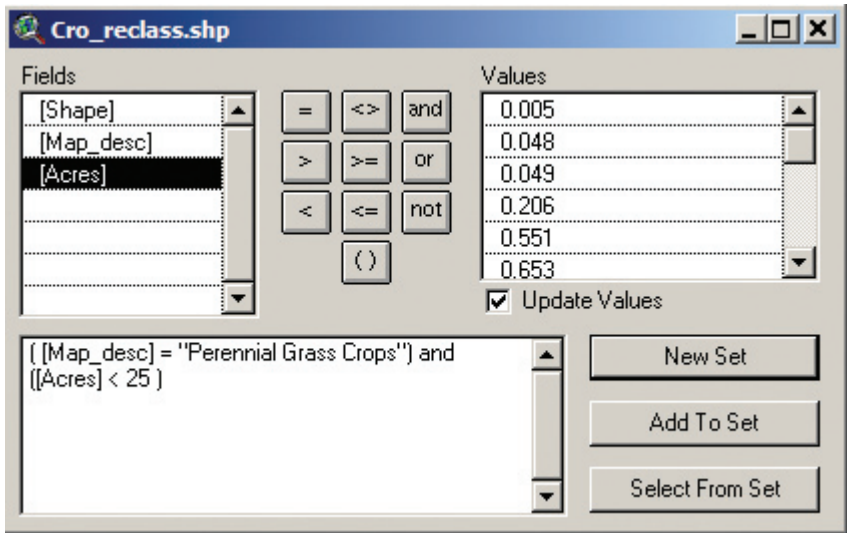 Cro_reclass.shp
Fields
Values
[Shape]
[Map_desc]
[Acres]
= <> and
> >= or
< <= not
( )
0.005
0.048
0.049
0.206
0.551
0.653
Update Values
( [Map_desc] = "Perennial Grass Crops") and
([Acres] < 25 )
New Set
Add To Set
Select From Set